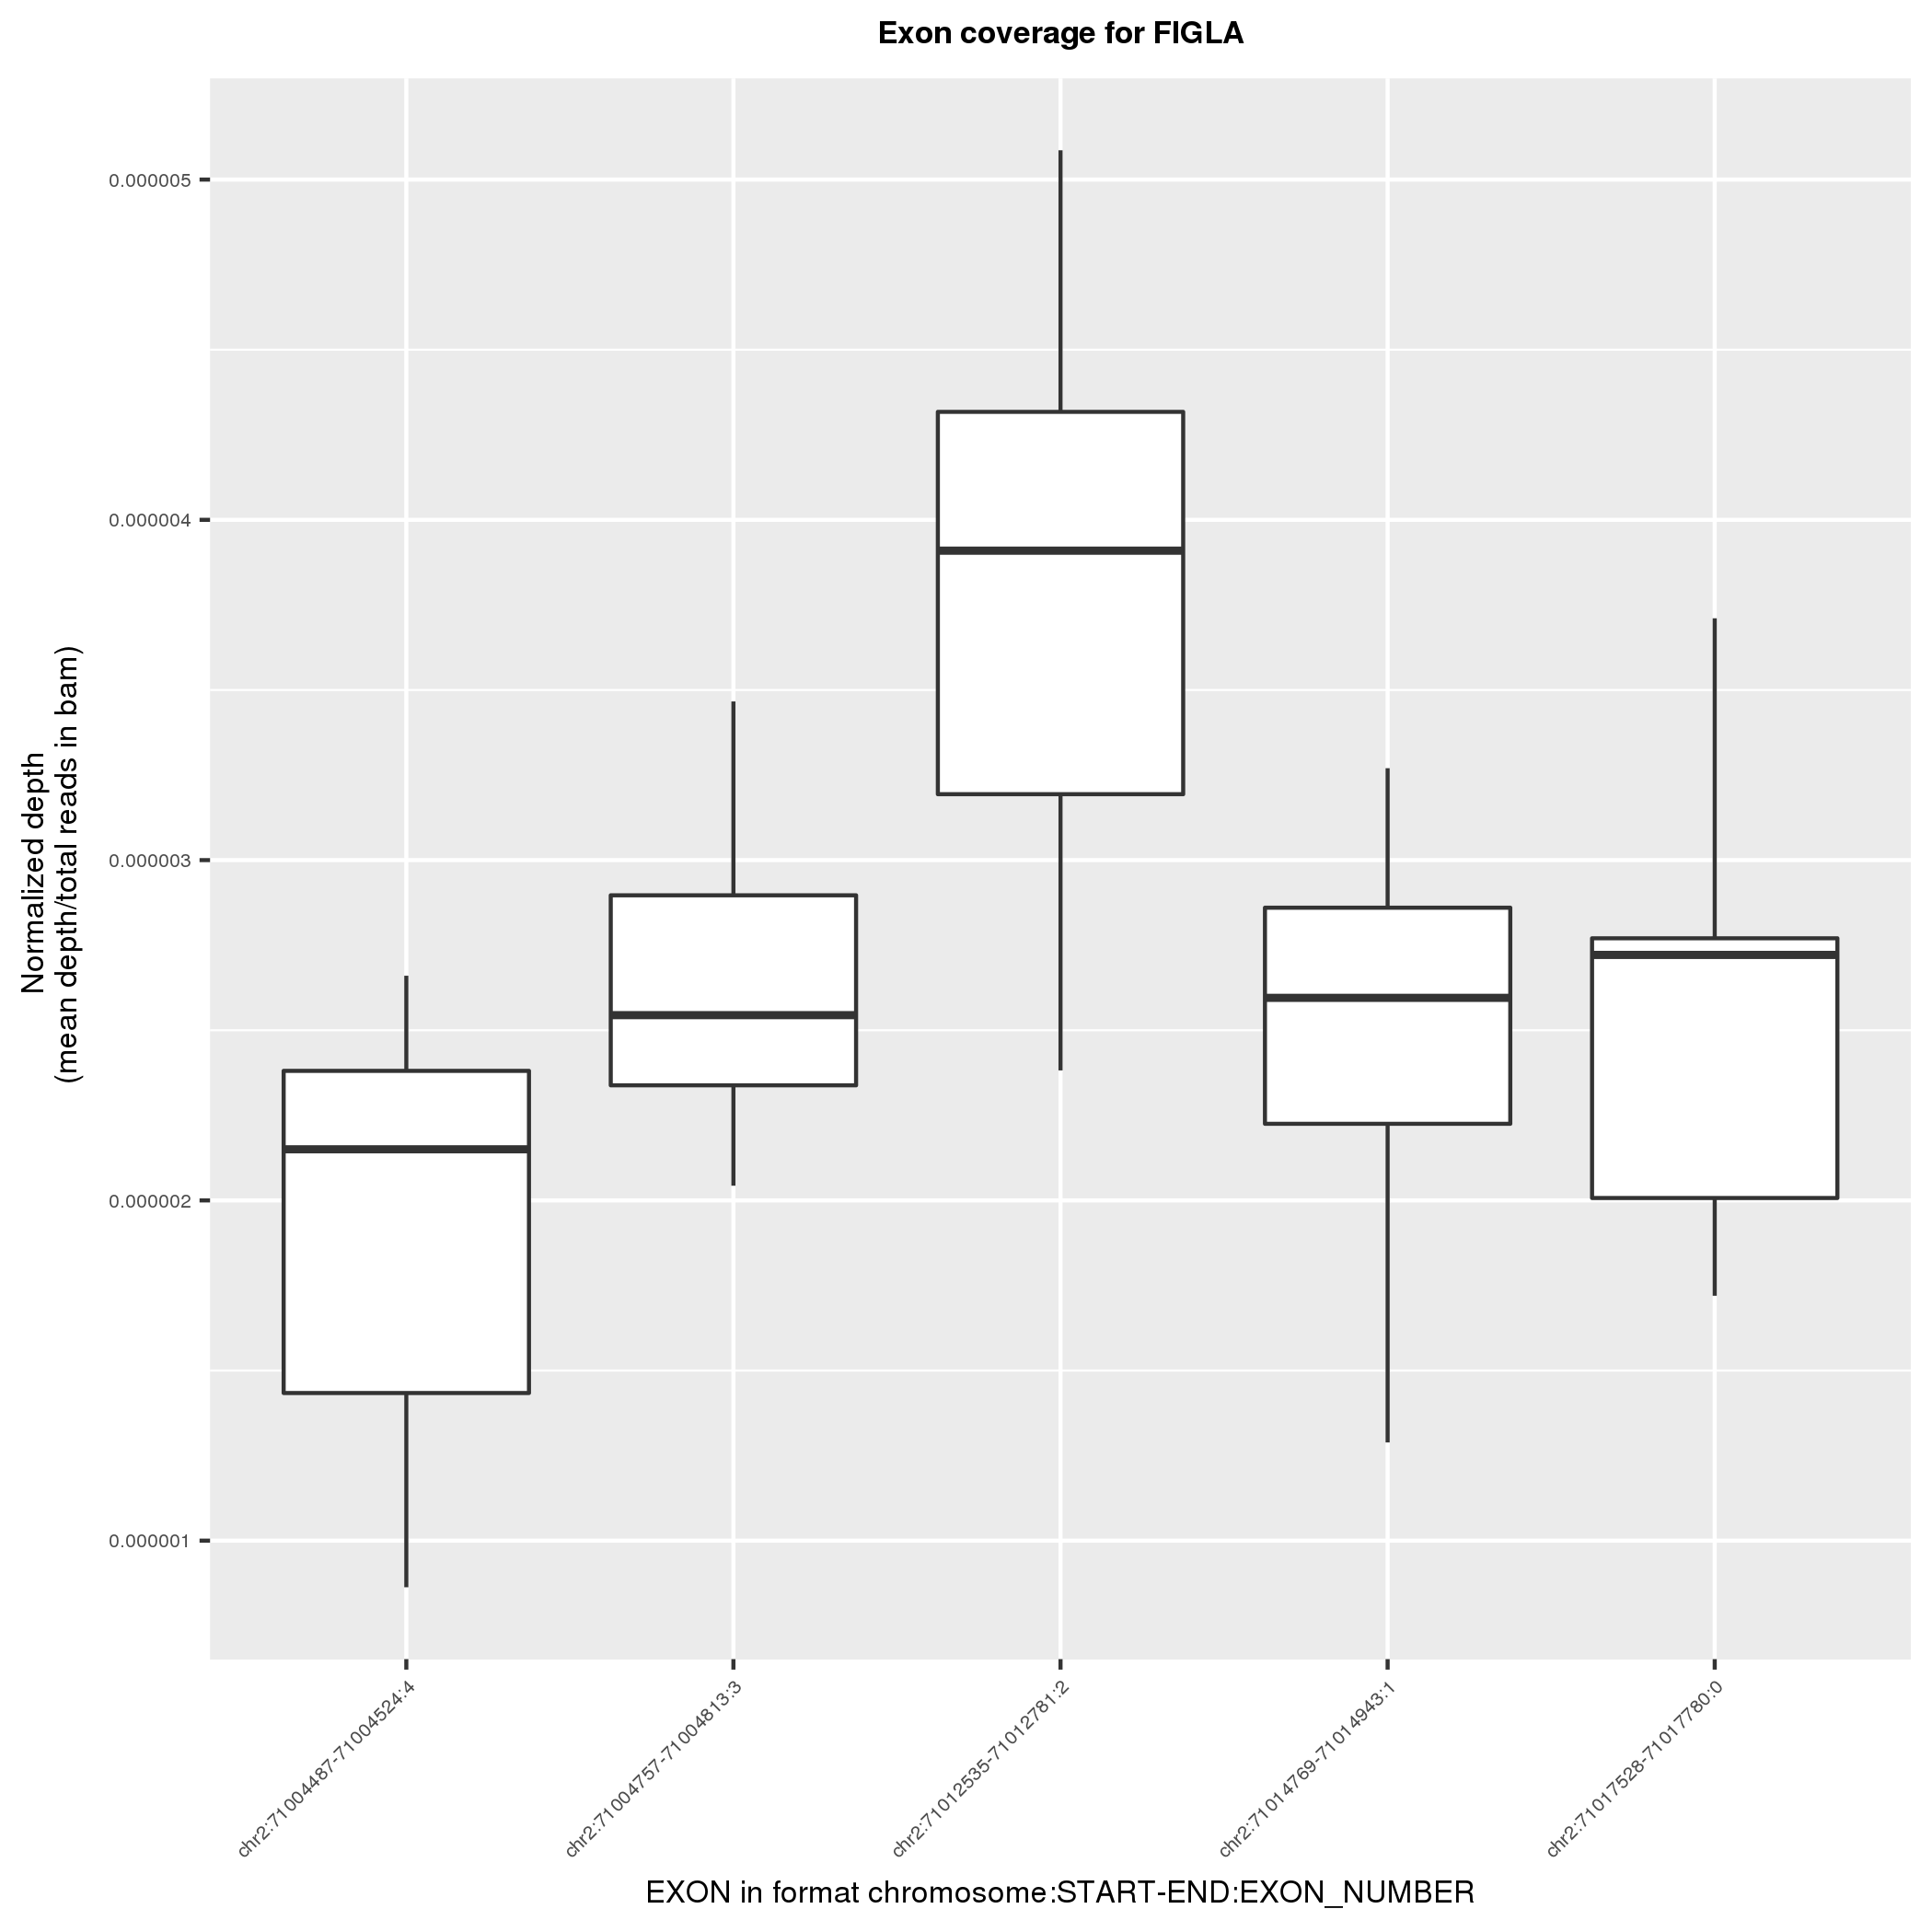 Exon coverage for FIGLA
Normalized depth
(mean depth/total reads in bam)
0.000005
0.000004
0.000003
0.000002
0.000001
chr2:71004487-71004524:4
chr2:71004757-71004813:3
chr2:71012535-71012781:2
chr2:71014769-71014943:1
chr2:71017528-71017780:0
EXON in format chromosome:START-END:EXON_NUMBER